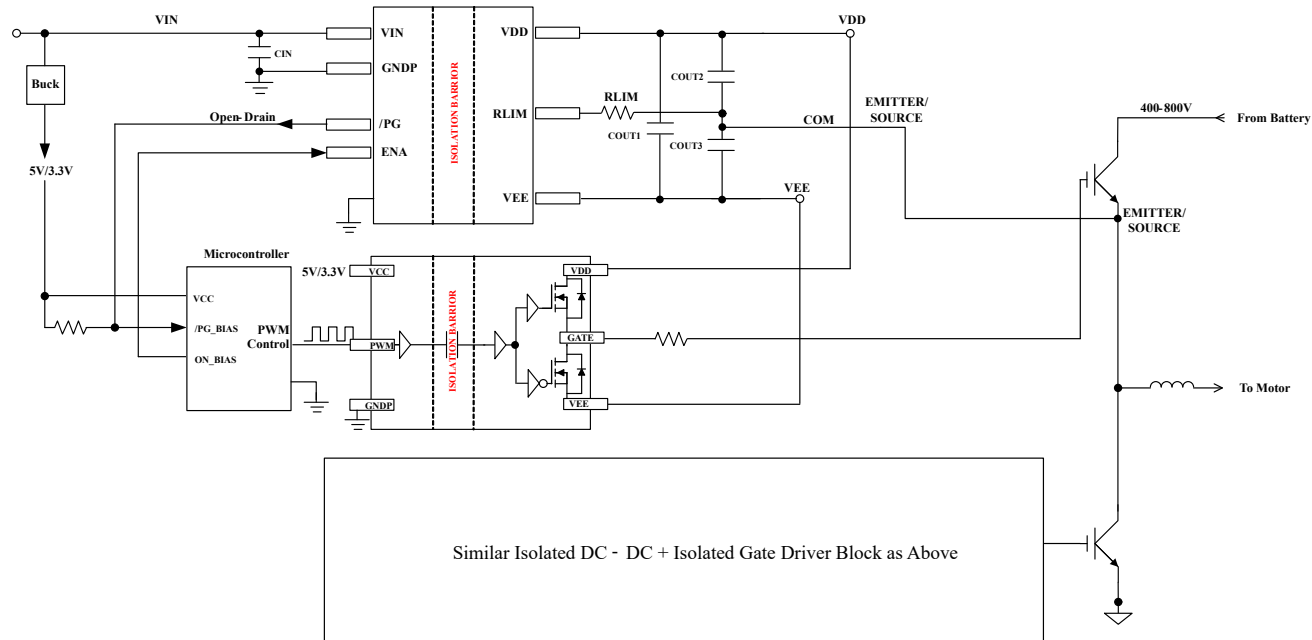 VIN
VIN
VDD
VDD
CIN
GNDP
Buck
COUT2
RLIM
RLIM
EMITTER/
SOURCE
400-800V
From Battery
Open- Drain
/PG
COM
COUT1
COUT3
ENA
ISOLATION BARRIER
5V/3.3V
VEE
VEE
EMITTER/
SOURCE
Microcontroller
5V/3.3V
VCC
VDD
VCC
/PG_BIAS
PWM
Control
ON_BIAS
PWM
ISOLATION BARRIER
GATE
GNDP
VEE
To Motor
Similar Isolated DC - DC + Isolated Gate Driver Block as Above